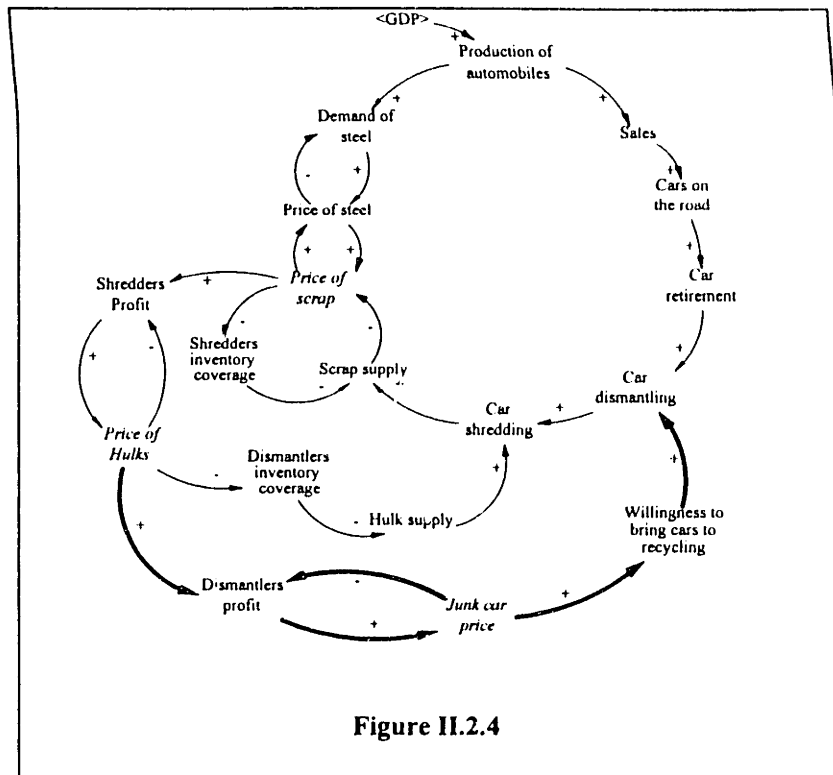 <GDP>
+
Production of
automobiles
+
+
Demand of
steel
Sales
+
-
+
Cars on
the road
Price of steel
+
+
+
Shredders
Profit
+
Price of
scrap
Car
retirement
-
-
+
-
Shredders
inventory
coverage
-
Scrap supply
+
Car
dismantling
Car
shredding
+
Price of
Hulks
-
Dismantlers
inventory
coverage
+
+
-
Hulk supply
Willingness to
bring cars to
recycling
+
Dismantlers
profit
-
+
Junk car
price
+
Figure II.2.4